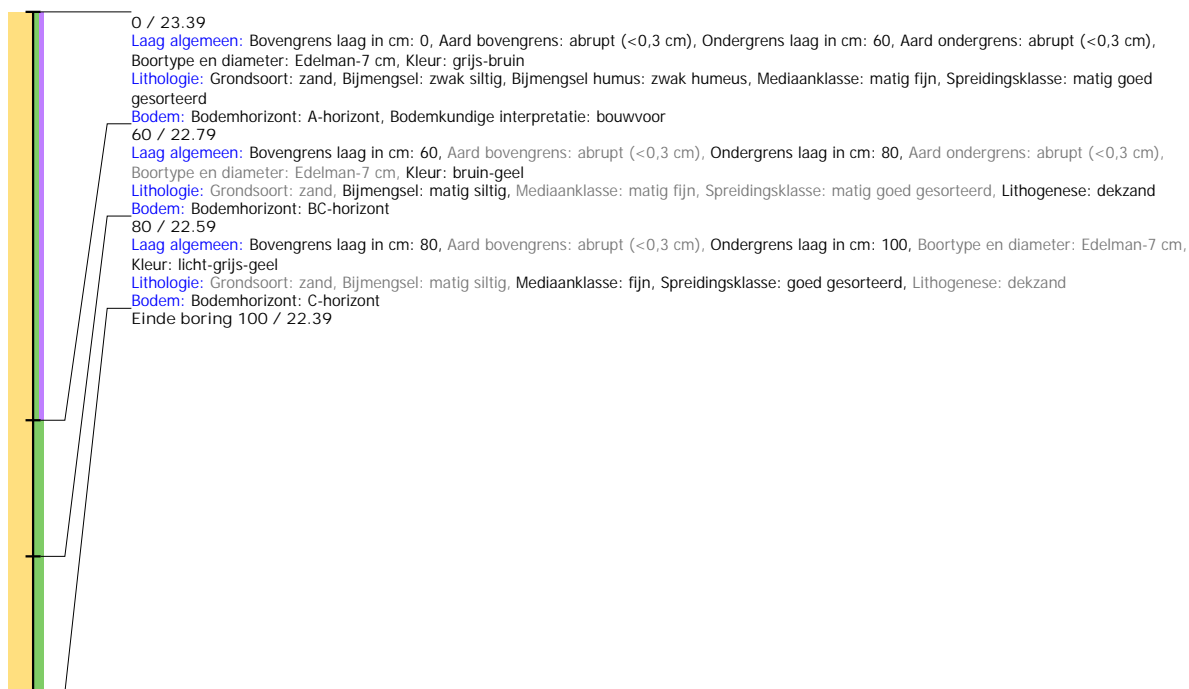 0 / 23.39
Laag algemeen: Bovengrens laag in cm: 0, Aard bovengrens: abrupt (<0,3 cm), Ondergrens laag in cm: 60, Aard ondergrens: abrupt (<0,3 cm),
Boortype en diameter: Edelman-7 cm, Kleur: grijs-bruin
Lithologie: Grondsoort: zand, Bijmengsel: zwak siltig, Bijmengsel humus: zwak humeus, Mediaanklasse: matig fijn, Spreidingsklasse: matig goed
gesorteerd
Bodem: Bodemhorizont: A-horizont, Bodemkundige interpretatie: bouwvoor
60 / 22.79
Laag algemeen: Bovengrens laag in cm: 60, Aard bovengrens: abrupt (<0,3 cm), Ondergrens laag in cm: 80, Aard ondergrens: abrupt (<0,3 cm),
Boortype en diameter: Edelman-7 cm, Kleur: bruin-geel
Lithologie: Grondsoort: zand, Bijmengsel: matig siltig, Mediaanklasse: matig fijn, Spreidingsklasse: matig goed gesorteerd, Lithogenese: dekzand
Bodem: Bodemhorizont: BC-horizont
80 / 22.59
Laag algemeen: Bovengrens laag in cm: 80, Aard bovengrens: abrupt (<0,3 cm), Ondergrens laag in cm: 100, Boortype en diameter: Edelman-7 cm,
Kleur: licht-grijs-geel
Lithologie: Grondsoort: zand, Bijmengsel: matig siltig, Mediaanklasse: fijn, Spreidingsklasse: goed gesorteerd, Lithogenese: dekzand
Bodem: Bodemhorizont: C-horizont
Einde boring 100 / 22.39